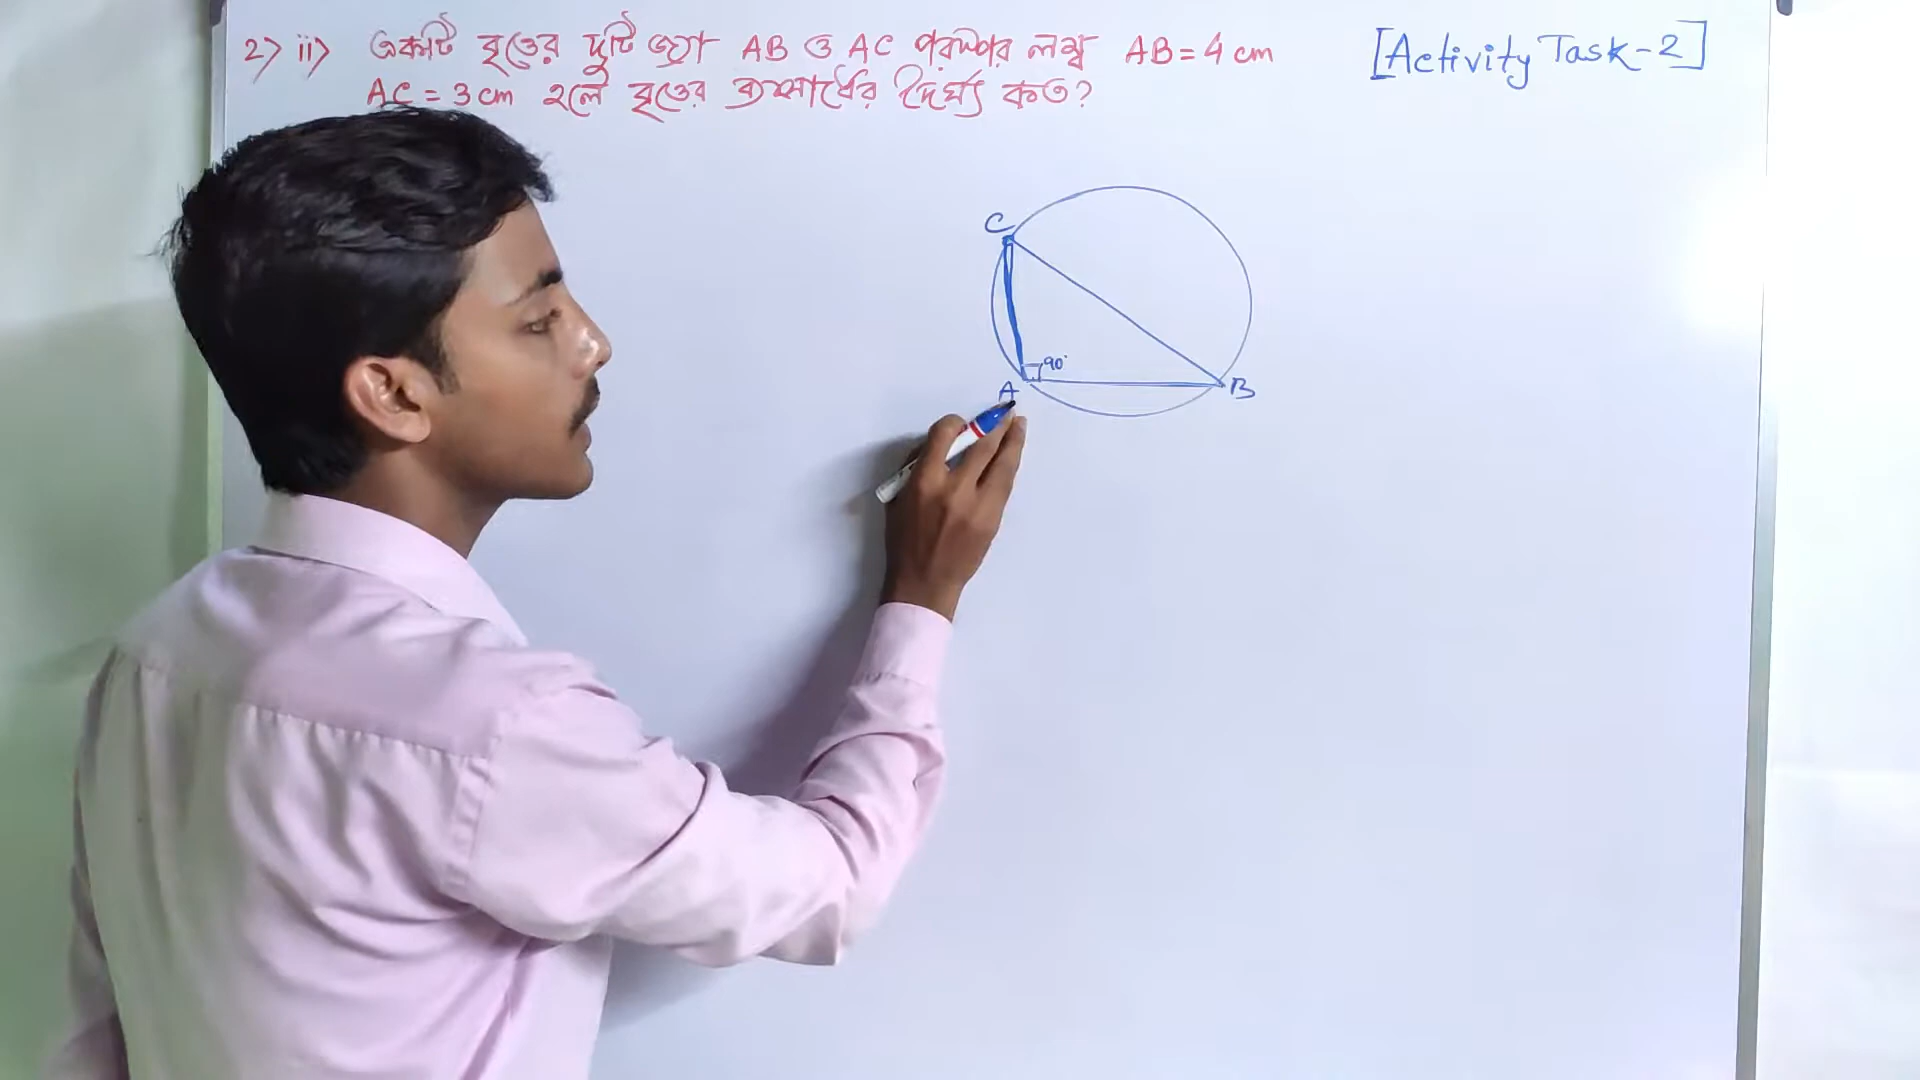 2) ii) একটি বৃত্তের দুটি জ্যা AB ও AC পরস্পর লম্ব AB = 4 cm
AC = 3 cm হলে বৃত্তের ব্যাসার্ধের দৈর্ঘ্য কত?
[Activity Task-2]
C
90°
A
B